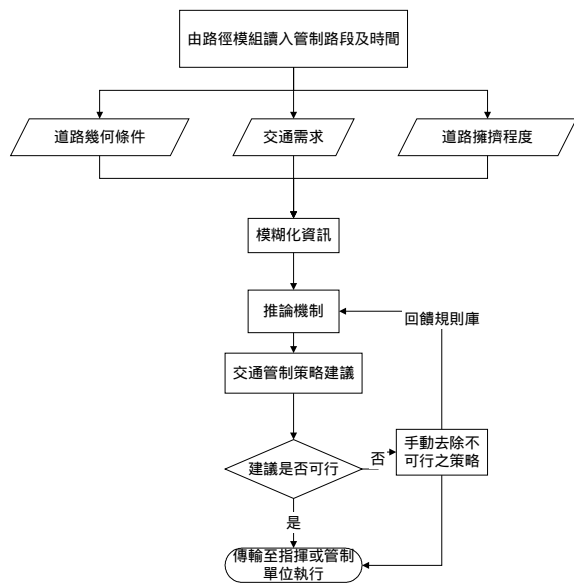 由路徑模組讀入管制路段及時間
道路幾何條件
交通需求
道路擁擠程度
模糊化資訊
推論機制
回饋規則庫
交通管制策略建議
建議是否可行
否
手動去除不
可行之策略
是
傳輸至指揮或管制
單位執行